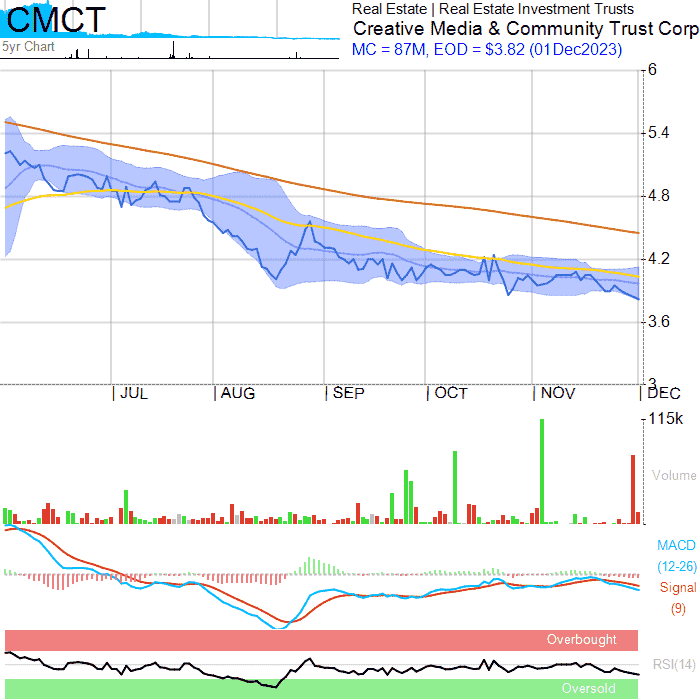 CMCT
5yr Chart
Real Estate | Real Estate Investment Trusts
Creative Media & Community Trust Corp
MC = 87M, EOD = $3.82 (01Dec2023)
6
5.4
4.8
4.2
3.6
3
JUL AUG SEP OCT NOV DEC
115k
Volume
MACD
(12-26)
Signal
(9)
Overbought
RSI(14)
Oversold